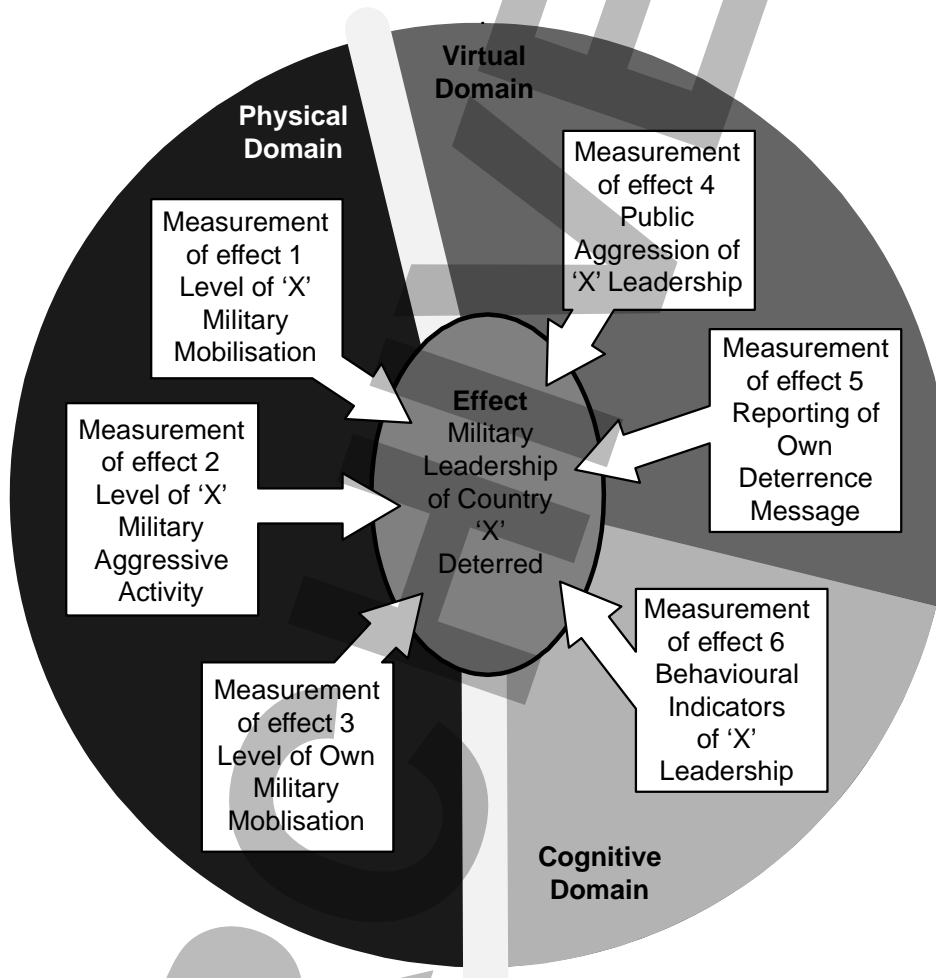 Virtual
Domain
Physical
Domain
Measurement
of effect 4
Public
Aggression of
‘X’ Leadership
Measurement
of effect 1
Level of ‘X’
Military
Mobilisation
Measurement
of effect 5
Reporting of
Own
Deterrence
Message
Effect
Military
Leadership
of Country
‘X’
Deterred
Measurement
of effect 2
Level of ‘X’
Military
Aggressive
Activity
Measurement
of effect 6
Behavioural
Indicators
of ‘X’
Leadership
Measurement
of effect 3
Level of Own
Military
Moblisation
Cognitive
Domain